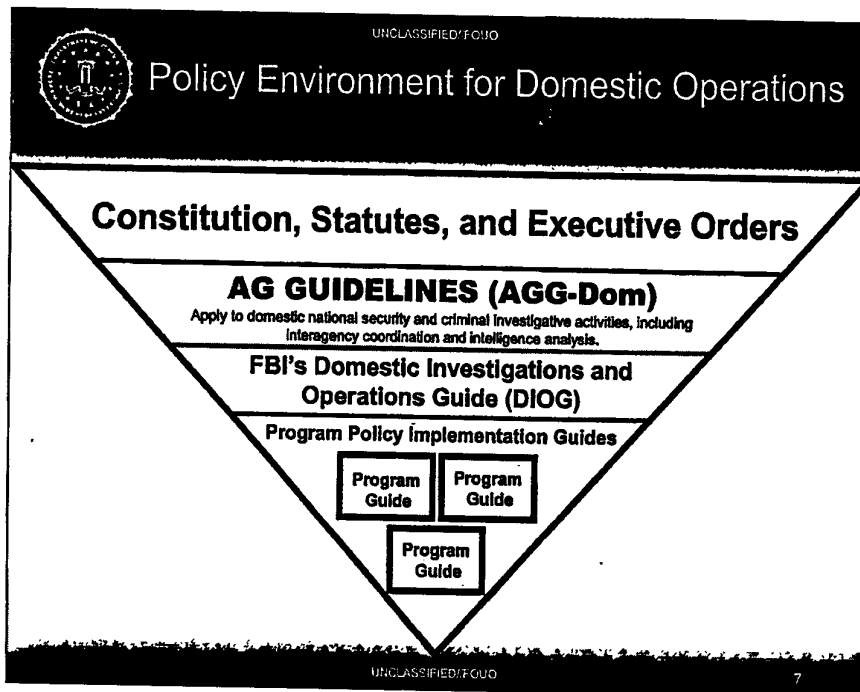 UNCLASSIFIED//FOUO
Policy Environment for Domestic Operations
Constitution, Statutes, and Executive Orders
AG GUIDELINES (AGG-Dom)
Apply to domestic national security and criminal investigative activities, including
interagency coordination and intelligence analysis.
FBI's Domestic Investigations and
Operations Guide (DIOG)
Program Policy Implementation Guides
Program
Guide
Program
Guide
Program
Guide
UNCLASSIFIED//FOUO
7